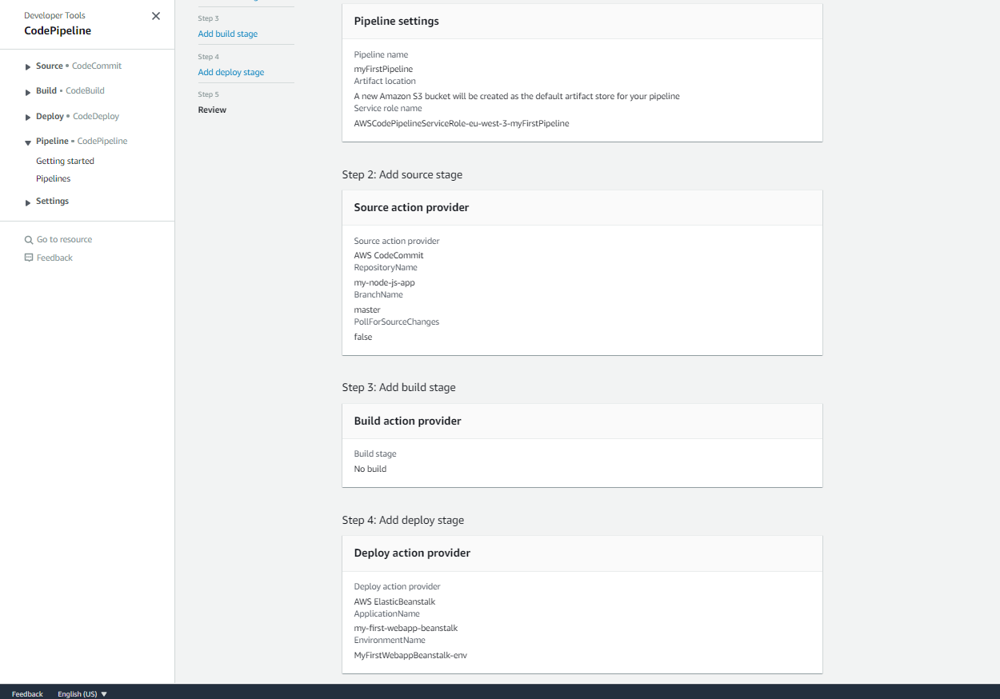 Developer Tools
CodePipeline
Source • CodeCommit
Build • CodeBuild
Deploy • CodeDeploy
Pipeline • CodePipeline
Getting started
Pipelines
Settings
Go to resource
Feedback
Step 3
Add build stage
Step 4
Add deploy stage
Step 5
Review
Pipeline settings
Pipeline name
myFirstPipeline
Artifact location
A new Amazon S3 bucket will be created as the default artifact store for your pipeline
Service role name
AWSCodePipelineServiceRole-eu-west-3-myFirstPipeline
Step 2: Add source stage
Source action provider
Source action provider
AWS CodeCommit
RepositoryName
my-node-js-app
BranchName
master
PollForSourceChanges
false
Step 3: Add build stage
Build action provider
Build stage
No build
Step 4: Add deploy stage
Deploy action provider
Deploy action provider
AWS ElasticBeanstalk
ApplicationName
my-first-webapp-beanstalk
EnvironmentName
MyFirstWebappBeanstalk-env
Feedback
English (US)